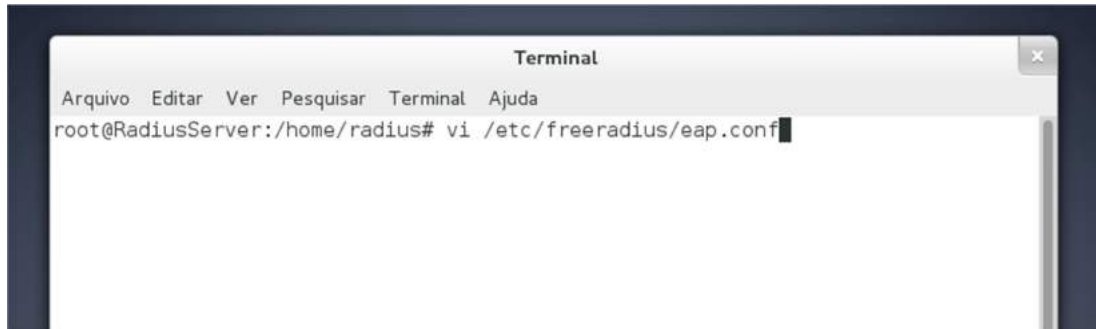 Terminal
Arquivo Editar Ver Pesquisar Terminal Ajuda
root@RadiusServer:/home/radius# vi /etc/freeradius/eap.conf